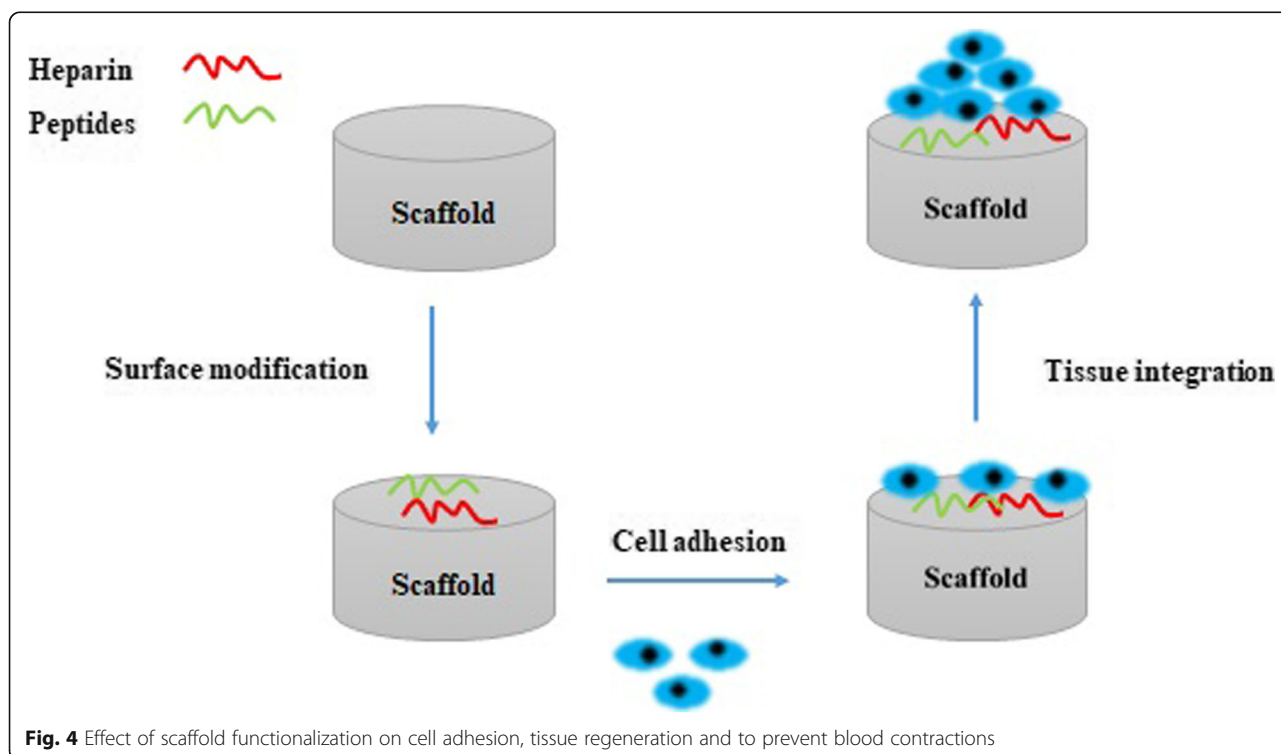 Heparin
Peptides
Scaffold
Surface modification
Scaffold
Cell adhesion
Scaffold
Tissue integration
Scaffold
Fig. 4 Effect of scaffold functionalization on cell adhesion, tissue regeneration and to prevent blood contractions